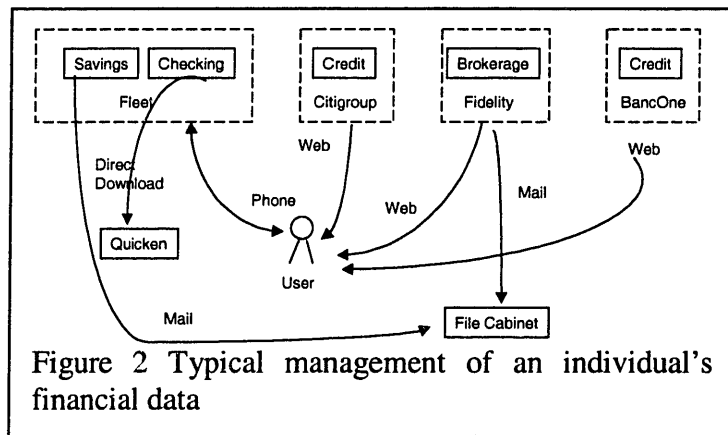 Savings Checking Credit Brokerage Credit
Fleet Citigroup Fidelity BancOne
Web Web
Direct
Download
Phone Web Mail
Quicken
User
Mail File Cabinet
Figure 2 Typical management of an individual's
financial data